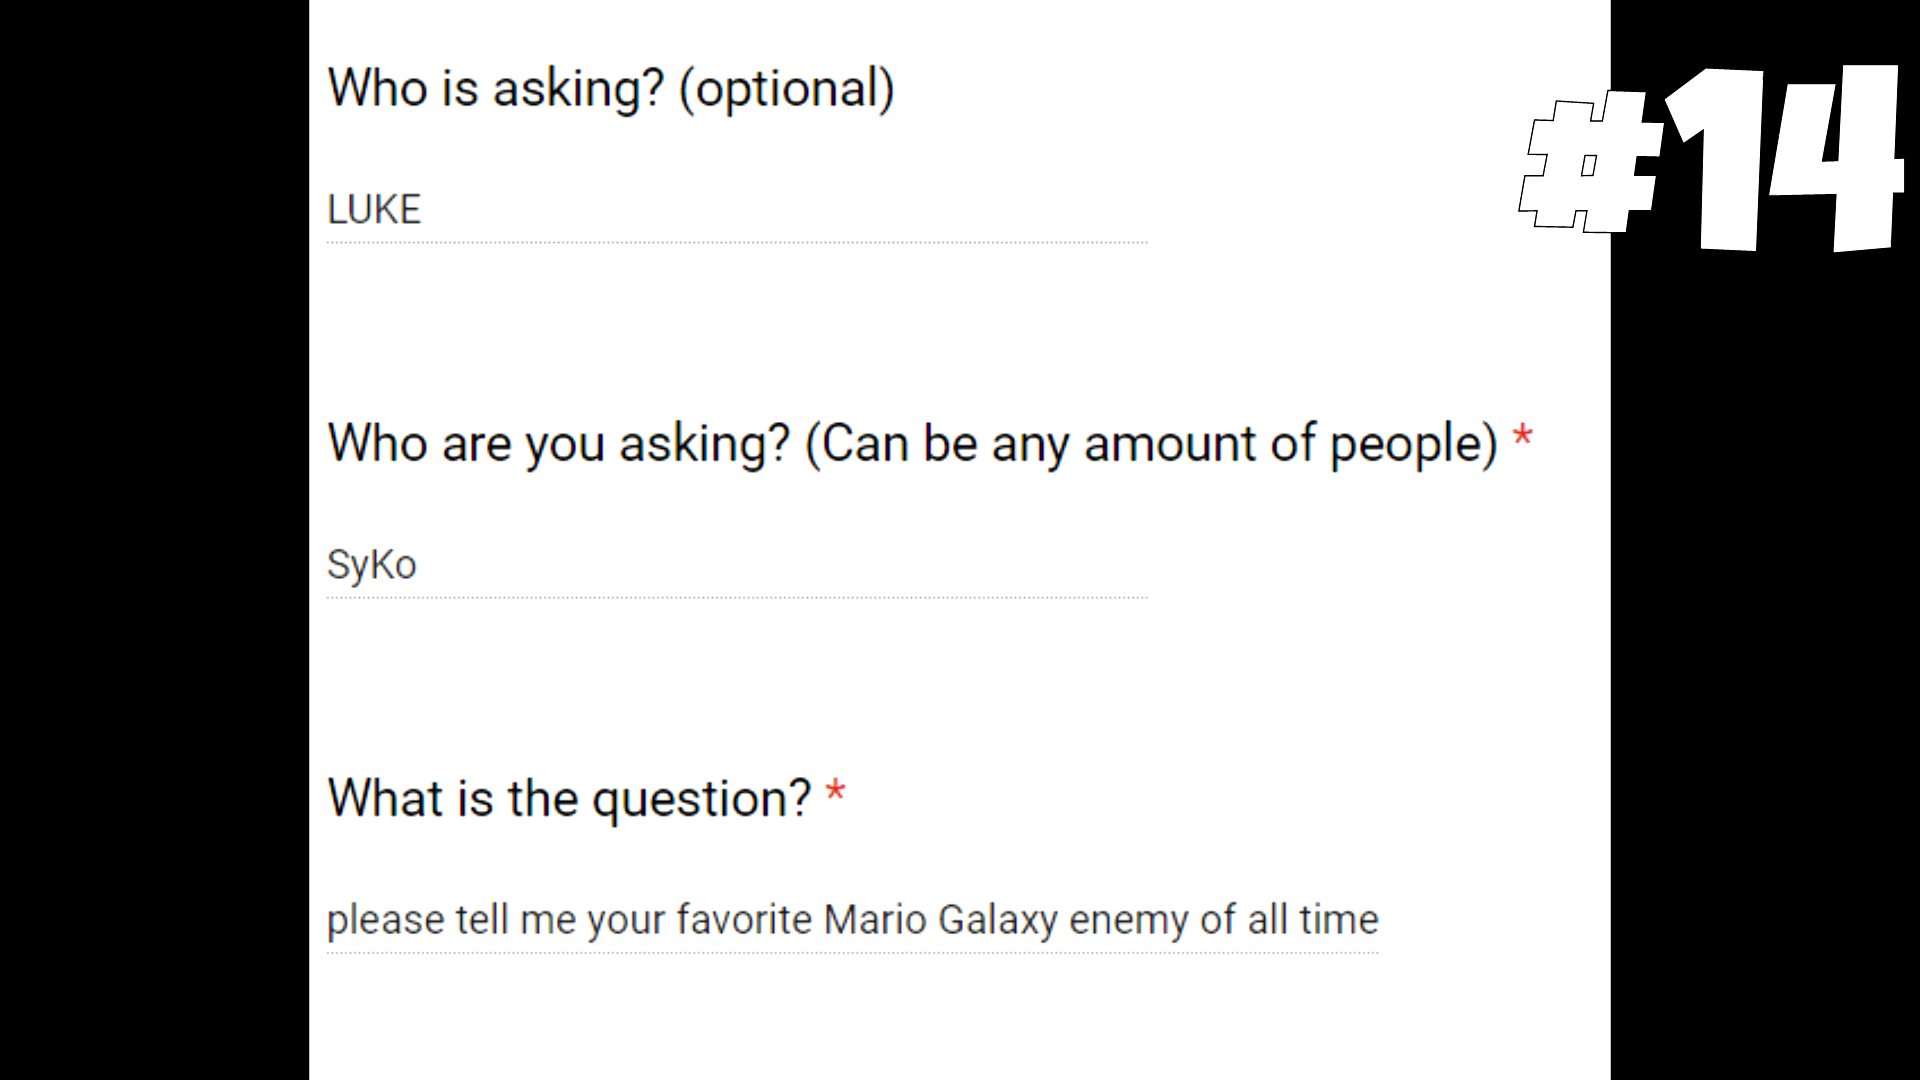 Who is asking? (optional)
#14
LUKE
Who are you asking? (Can be any amount of people) *
SyKo
What is the question? *
please tell me your favorite Mario Galaxy enemy of all time